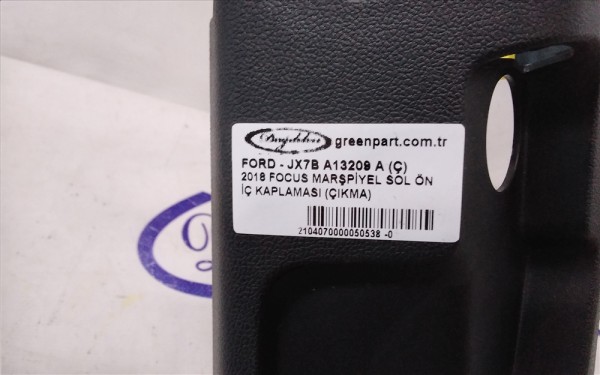 greenpart.com.tr
FORD - JX7B A13209 A (Ç)
2018 FOCUS MARŞPİYEL SOL ÖN
İÇ KAPLAMASI (ÇIKMA)
2104070000050538 -0